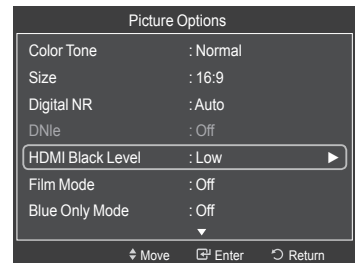 Picture Options
Color Tone : Normal
Size : 16:9
Digital NR : Auto
DNIe : Off
HDMI Black Level : Low
Film Mode : Off
Blue Only Mode : Off
Move Enter Return